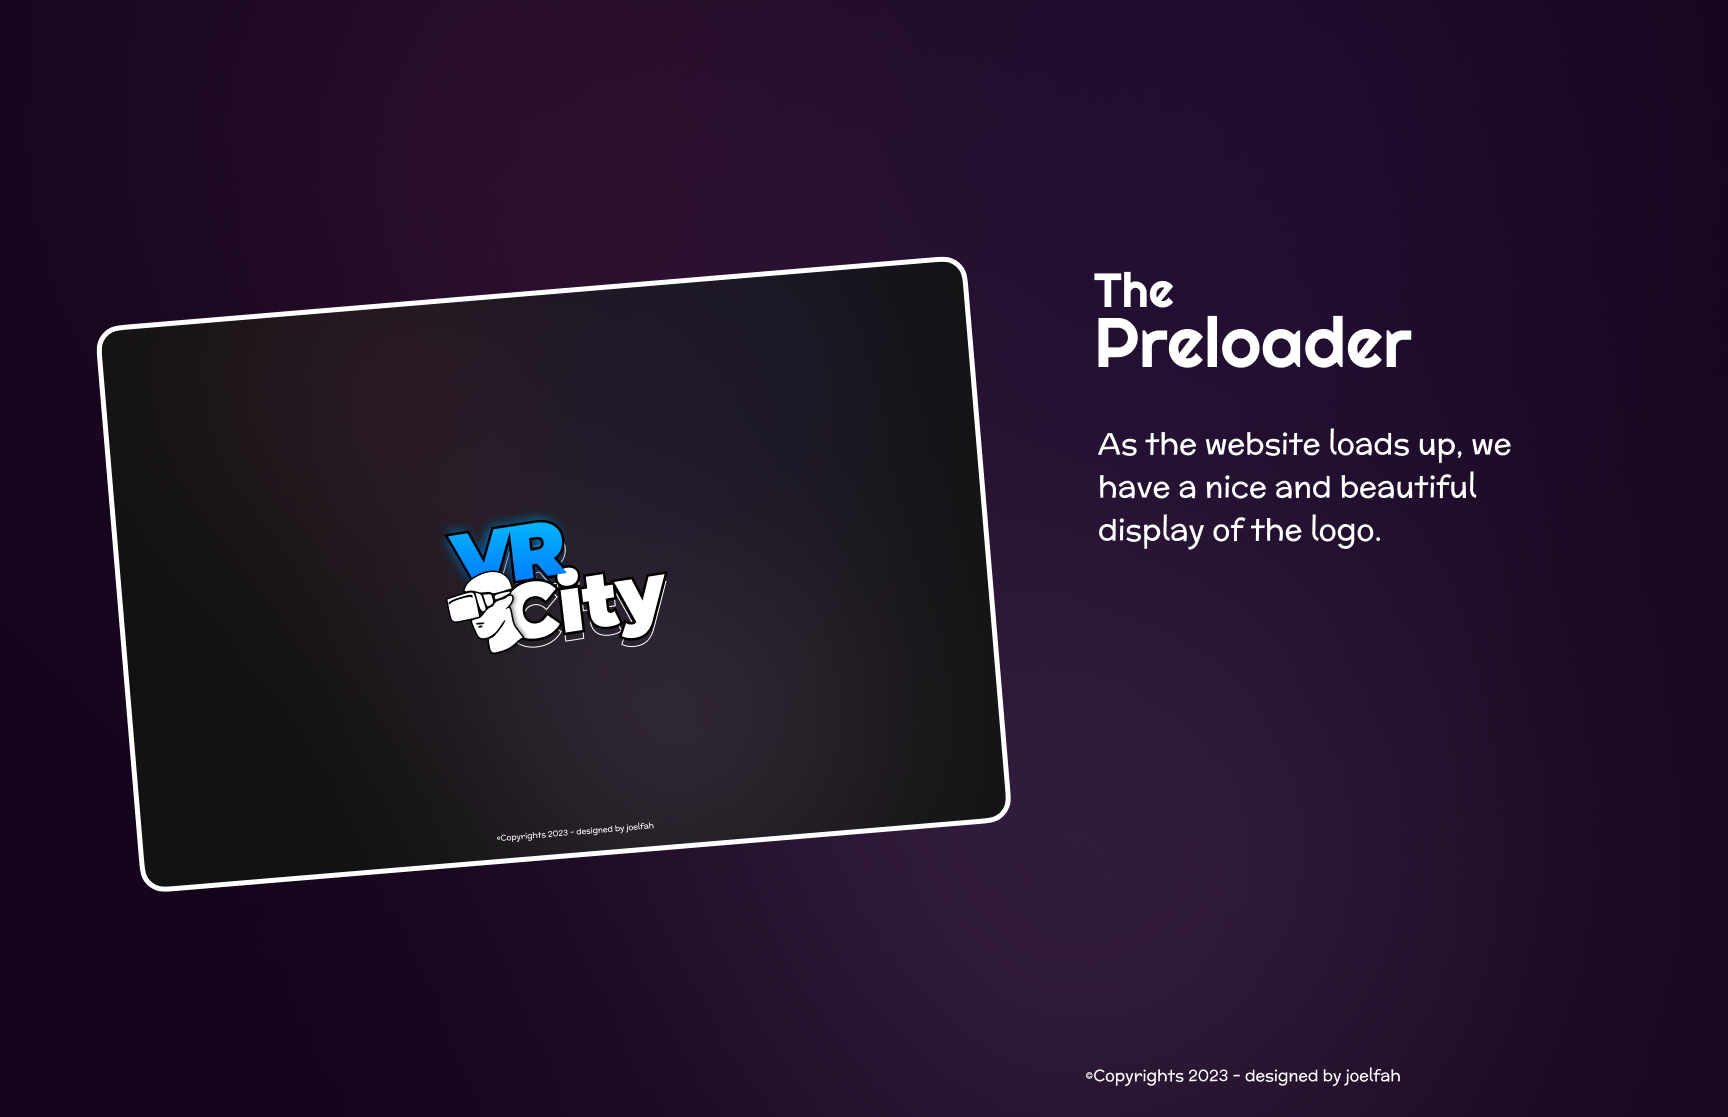 The
Preloader
As the website loads up, we
have a nice and beautiful
display of the logo.
VR
City
©Copyrights 2023 - designed by joelfah
©Copyrights 2023 - designed by joelfah